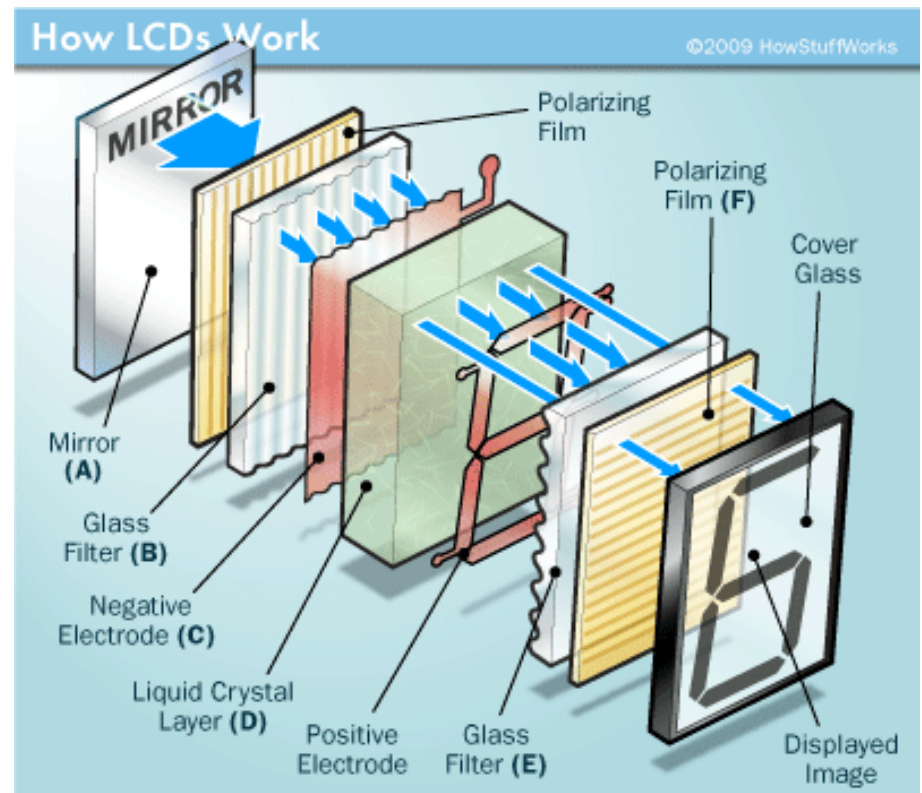 How LCDs Work
©2009 HowStuffWorks
MIRROR
Polarizing
Film
Polarizing
Film (F)
Cover
Glass
Mirror
(A)
Glass
Filter (B)
Negative
Electrode (C)
Liquid Crystal
Layer (D)
Positive
Electrode
Glass
Filter (E)
Displayed
Image
6